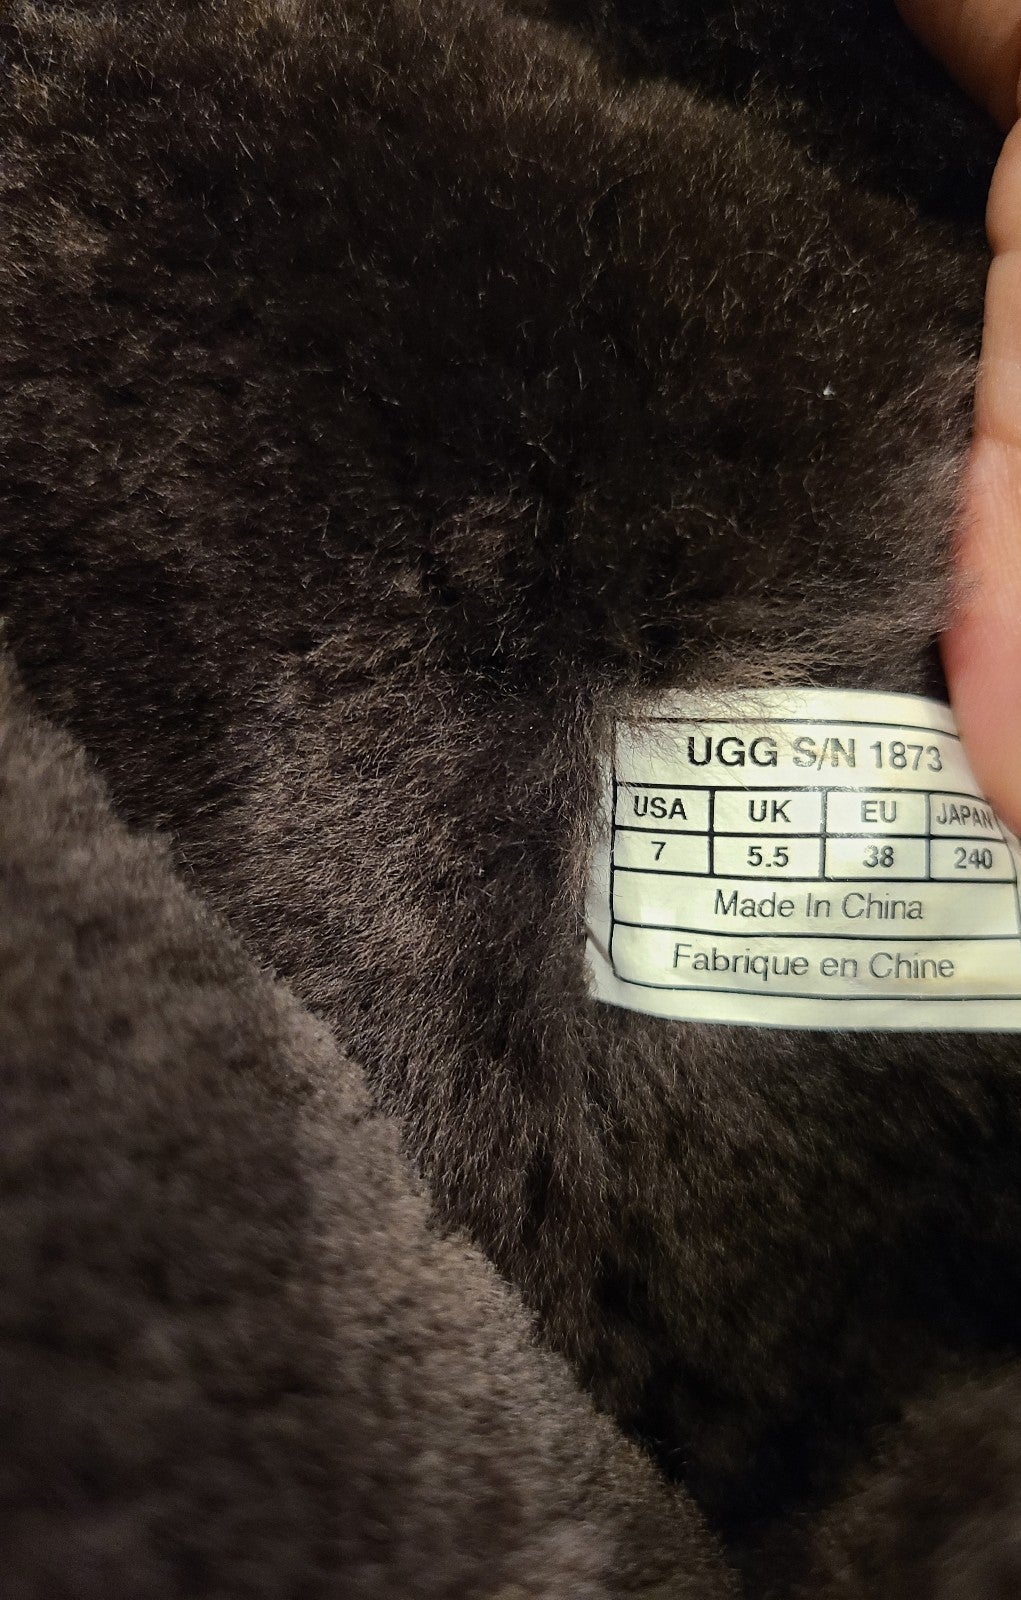 UGG S/N 1873
USA UK EU JAPAN
7 5.5 38 240
Made In China
Fabrique en Chine